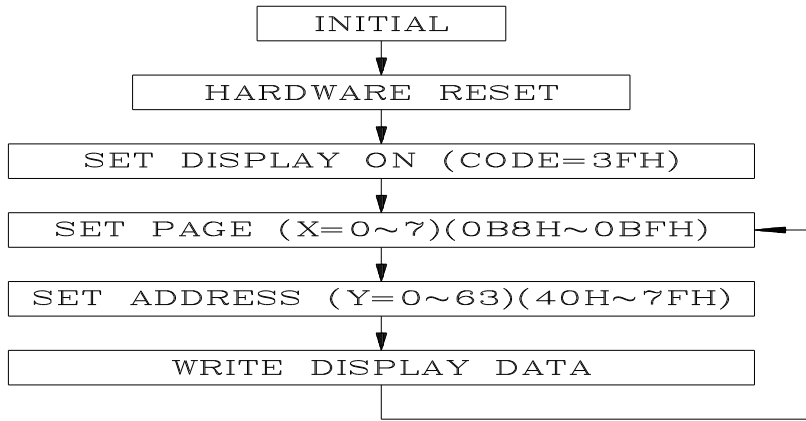 INITIAL
HARDWARE RESET
SET DISPLAY ON (CODE=3FH)
SET PAGE (X=0~7)(0B8H~0BFH)
SET ADDRESS (Y=0~63)(40H~7FH)
WRITE DISPLAY DATA